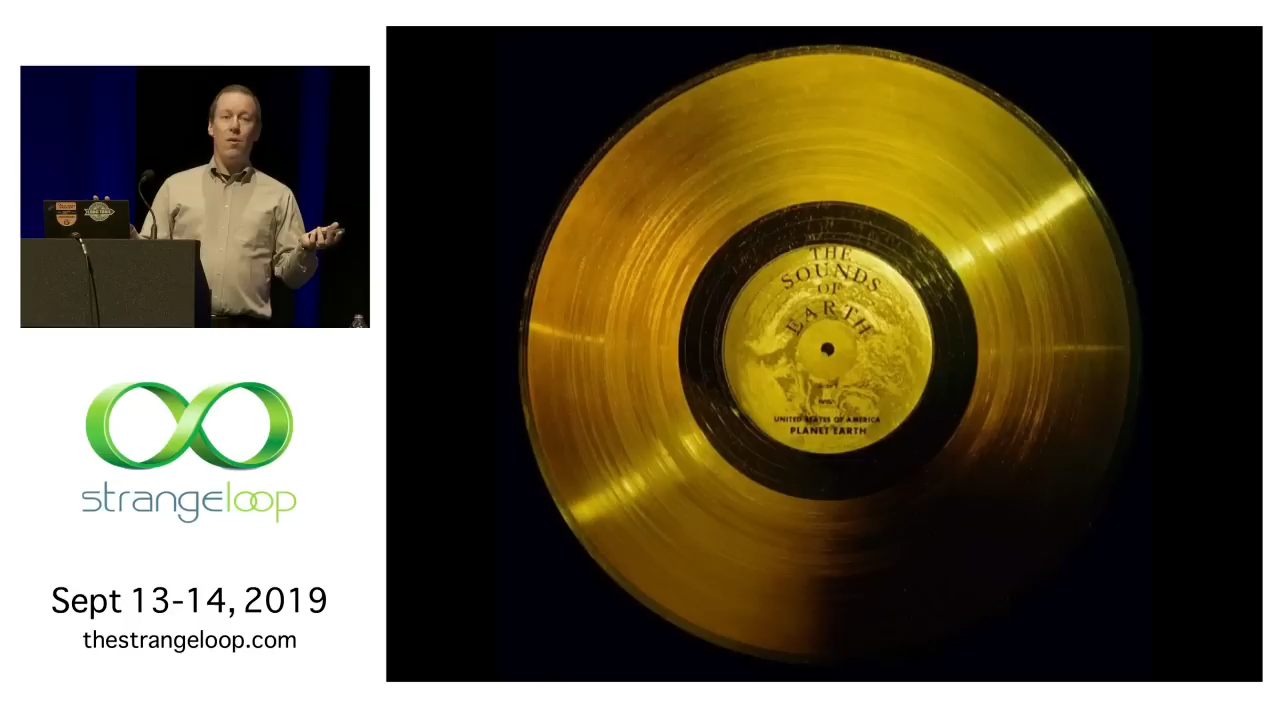 strangeloop
Sept 13-14, 2019
thestrangeloop.com
THE
SOUNDS
OF
EARTH
UNITED STATES OF AMERICA
PLANET EARTH